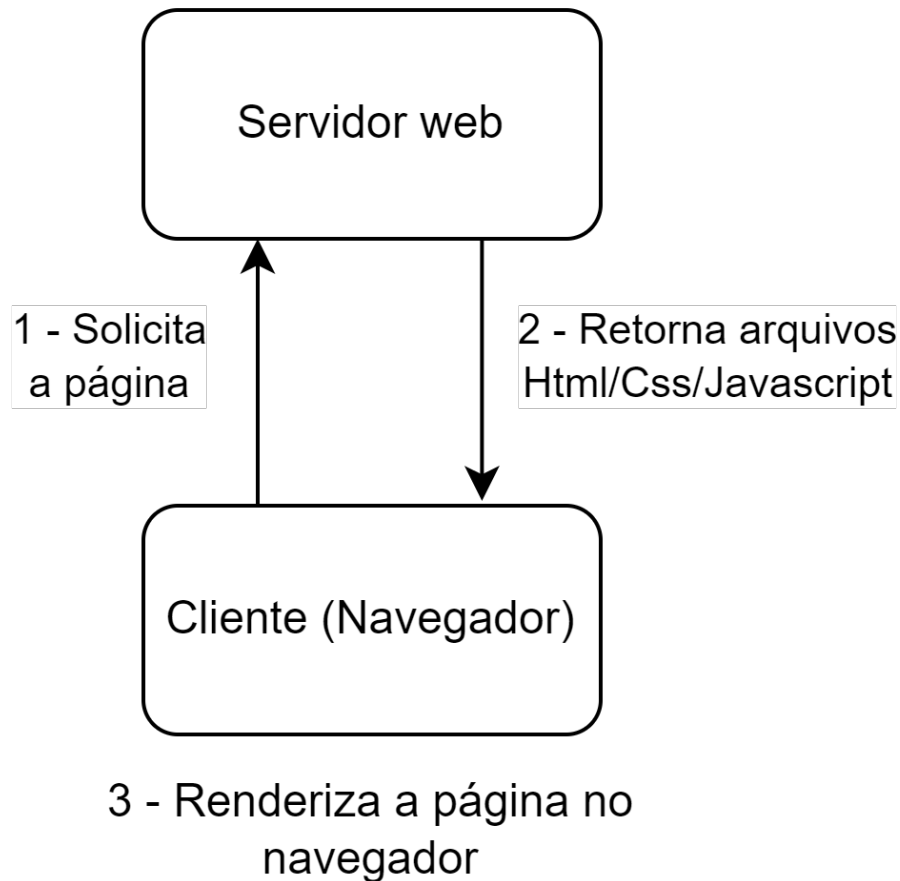 Servidor web
1 - Solicita
a página
2 - Retorna arquivos
Html/Css/Javascript
Cliente (Navegador)
3 - Renderiza a página no
navegador